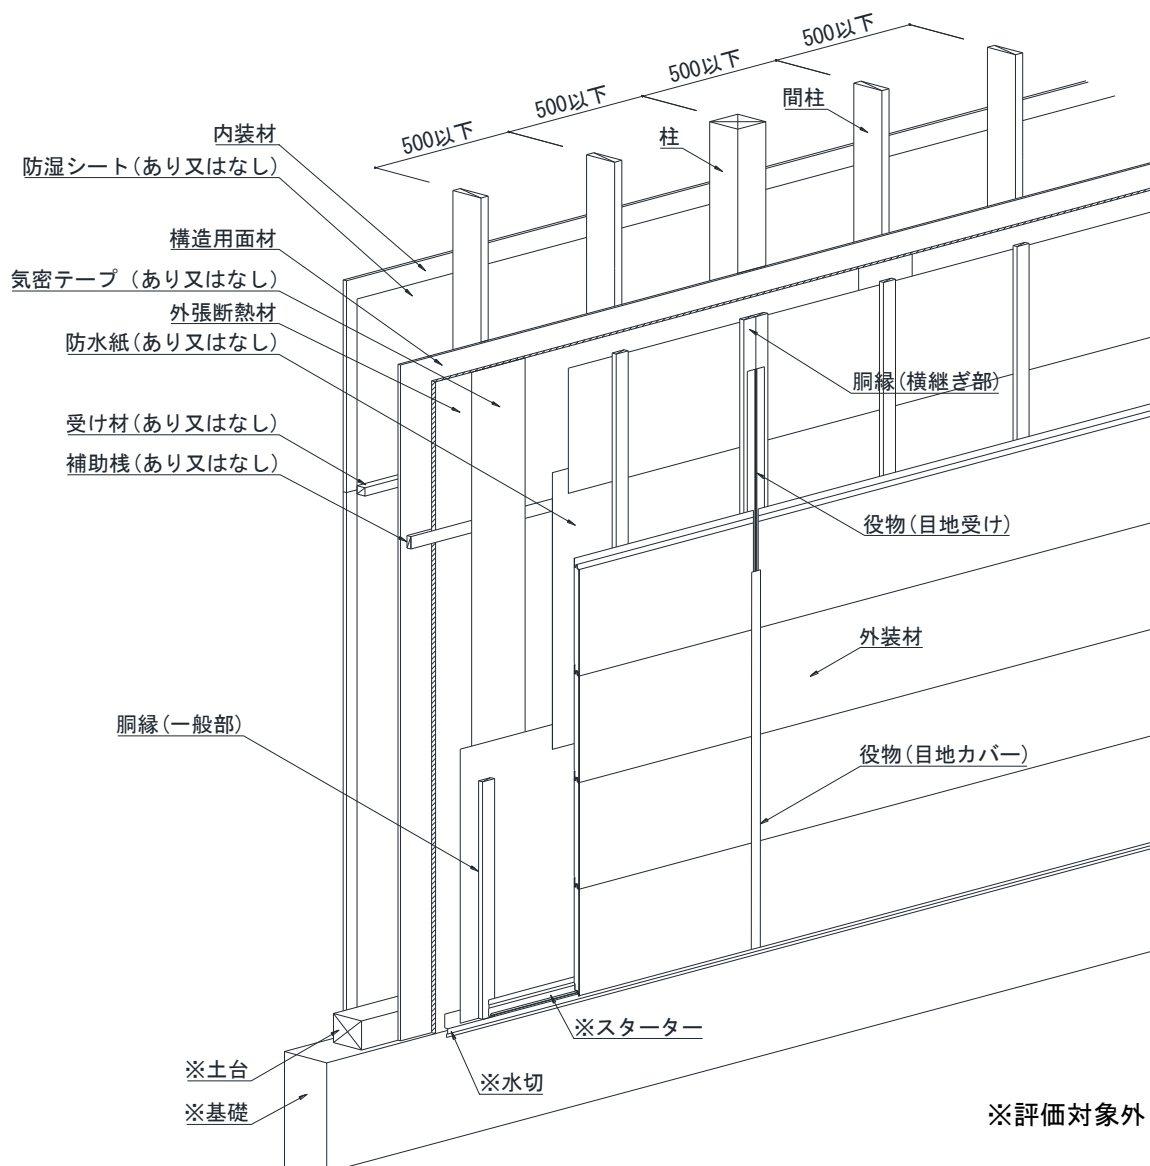 500以下
500以下
500以下
500以下
間柱
柱
内装材
防湿シート(あり又はなし)
構造用面材
気密テープ (あり又はなし)
外張断熱材
防水紙(あり又はなし)
胴縁(横継ぎ部)
受け材(あり又はなし)
補助桟(あり又はなし)
役物(目地受け)
外装材
胴縁(一般部)
役物(目地カバー)
※スターター
※土台
※水切
※基礎
※評価対象外